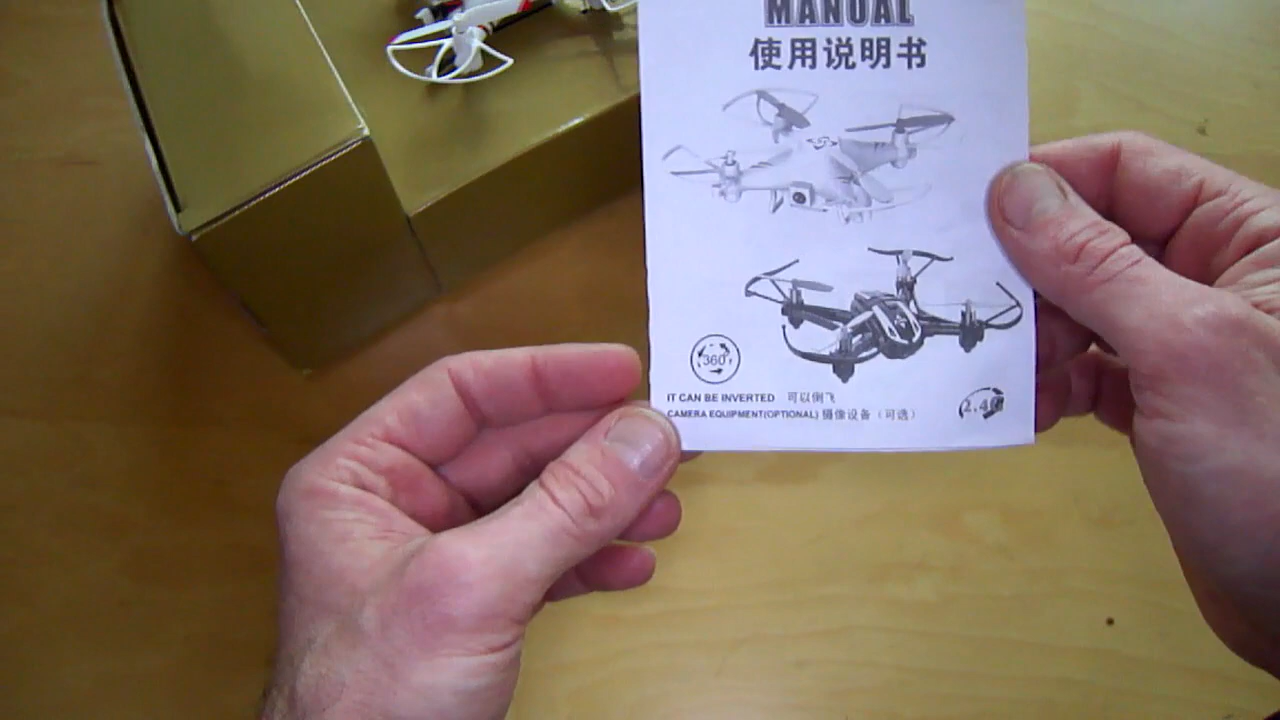 MANUAL
使用说明书
360°
IT CAN BE INVERTED 可以倒飞
CAMERA EQUIPMENT(OPTIONAL) 摄像设备（可选）
2.4G